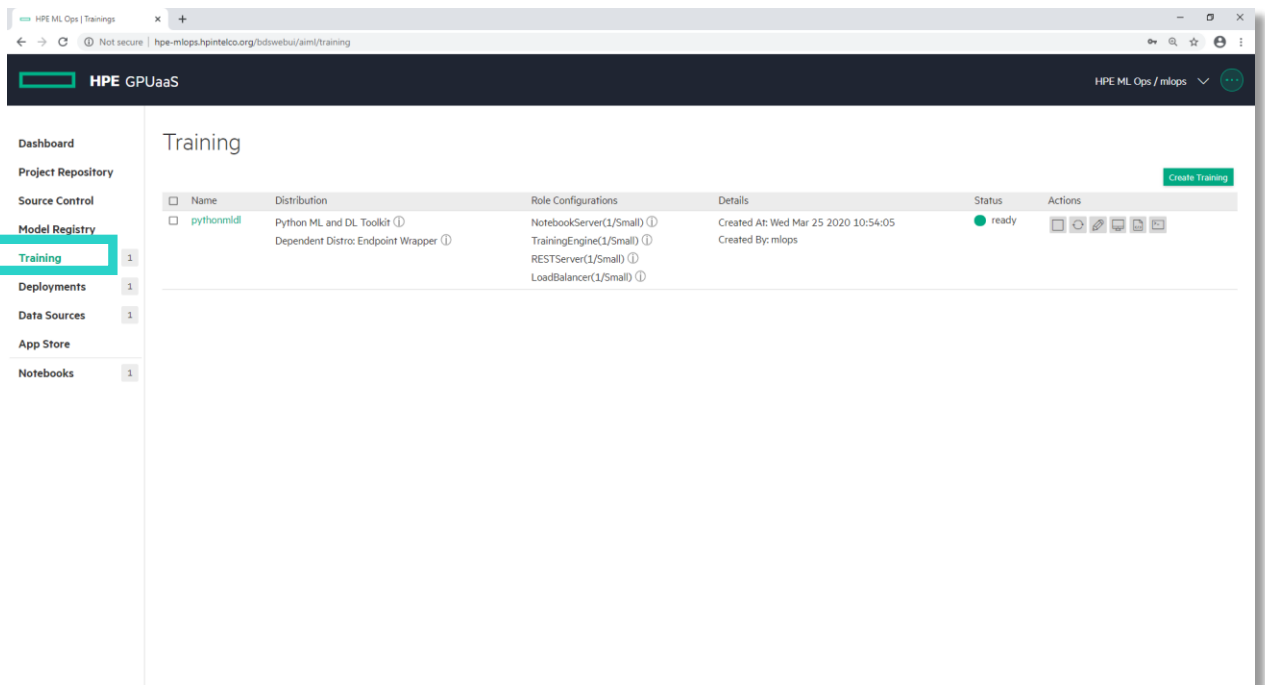 HPE ML Ops | Trainings
Not secure | hpe-mlops.hpintelco.org/bdswebui/aiml/training
HPE GPUaaS
HPE ML Ops / mlops
Dashboard
Project Repository
Source Control
Model Registry
Training 1
Deployments 1
Data Sources 1
App Store
Notebooks 1
Training
Create Training
Name Distribution Role Configurations Details Status Actions
pythonmldl Python ML and DL Toolkit NotebookServer(1/Small) Created At: Wed Mar 25 2020 10:54:05 ready
Dependent Distro: Endpoint Wrapper TrainingEngine(1/Small) Created By: mlops
RESTServer(1/Small)
LoadBalancer(1/Small)